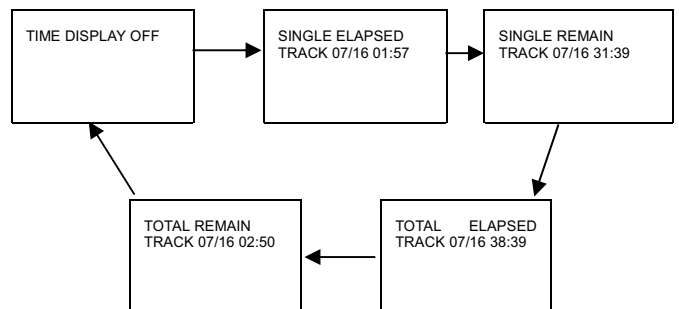 TIME DISPLAY OFF
SINGLE ELAPSED
TRACK 07/16 01:57
SINGLE REMAIN
TRACK 07/16 31:39
TOTAL REMAIN
TRACK 07/16 02:50
TOTAL ELAPSED
TRACK 07/16 38:39